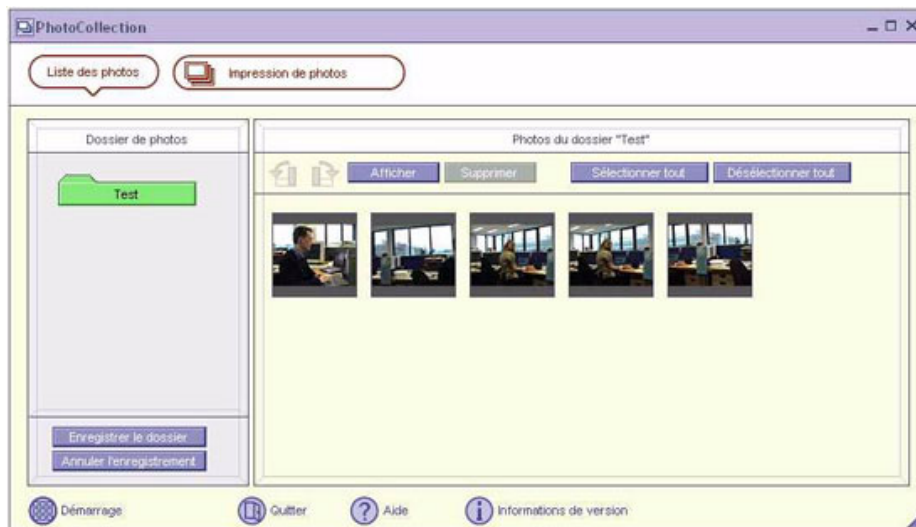 PhotoCollection
Liste des photos
Impression de photos
Dossier de photos
Photos du dossier "Test"
Afficher
Supprimer
Sélectionner tout
Désélectionner tout
Test
Enregistrer le dossier
Annuler l'enregistrement
Démarrage
Quitter
? Aide
i Informations de version